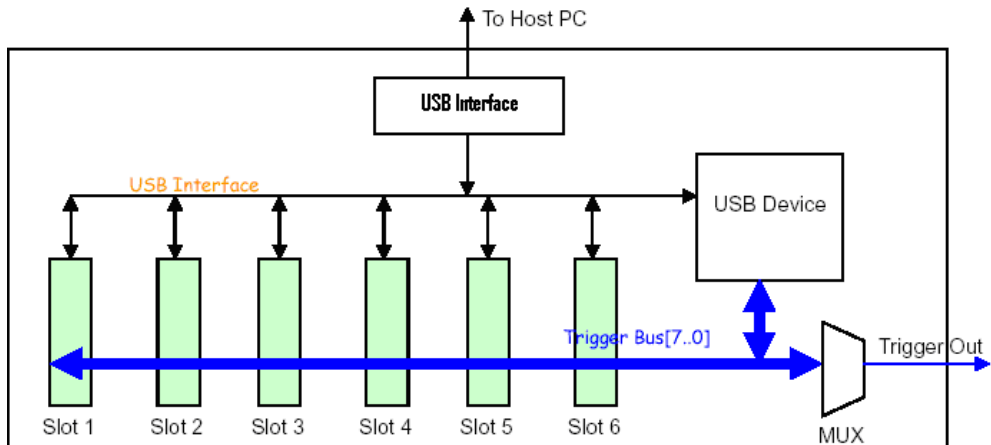 To Host PC
USB Interface
USB Interface
USB Device
Trigger Bus[7..0]
Trigger Out
Slot 1
Slot 2
Slot 3
Slot 4
Slot 5
Slot 6
MUX